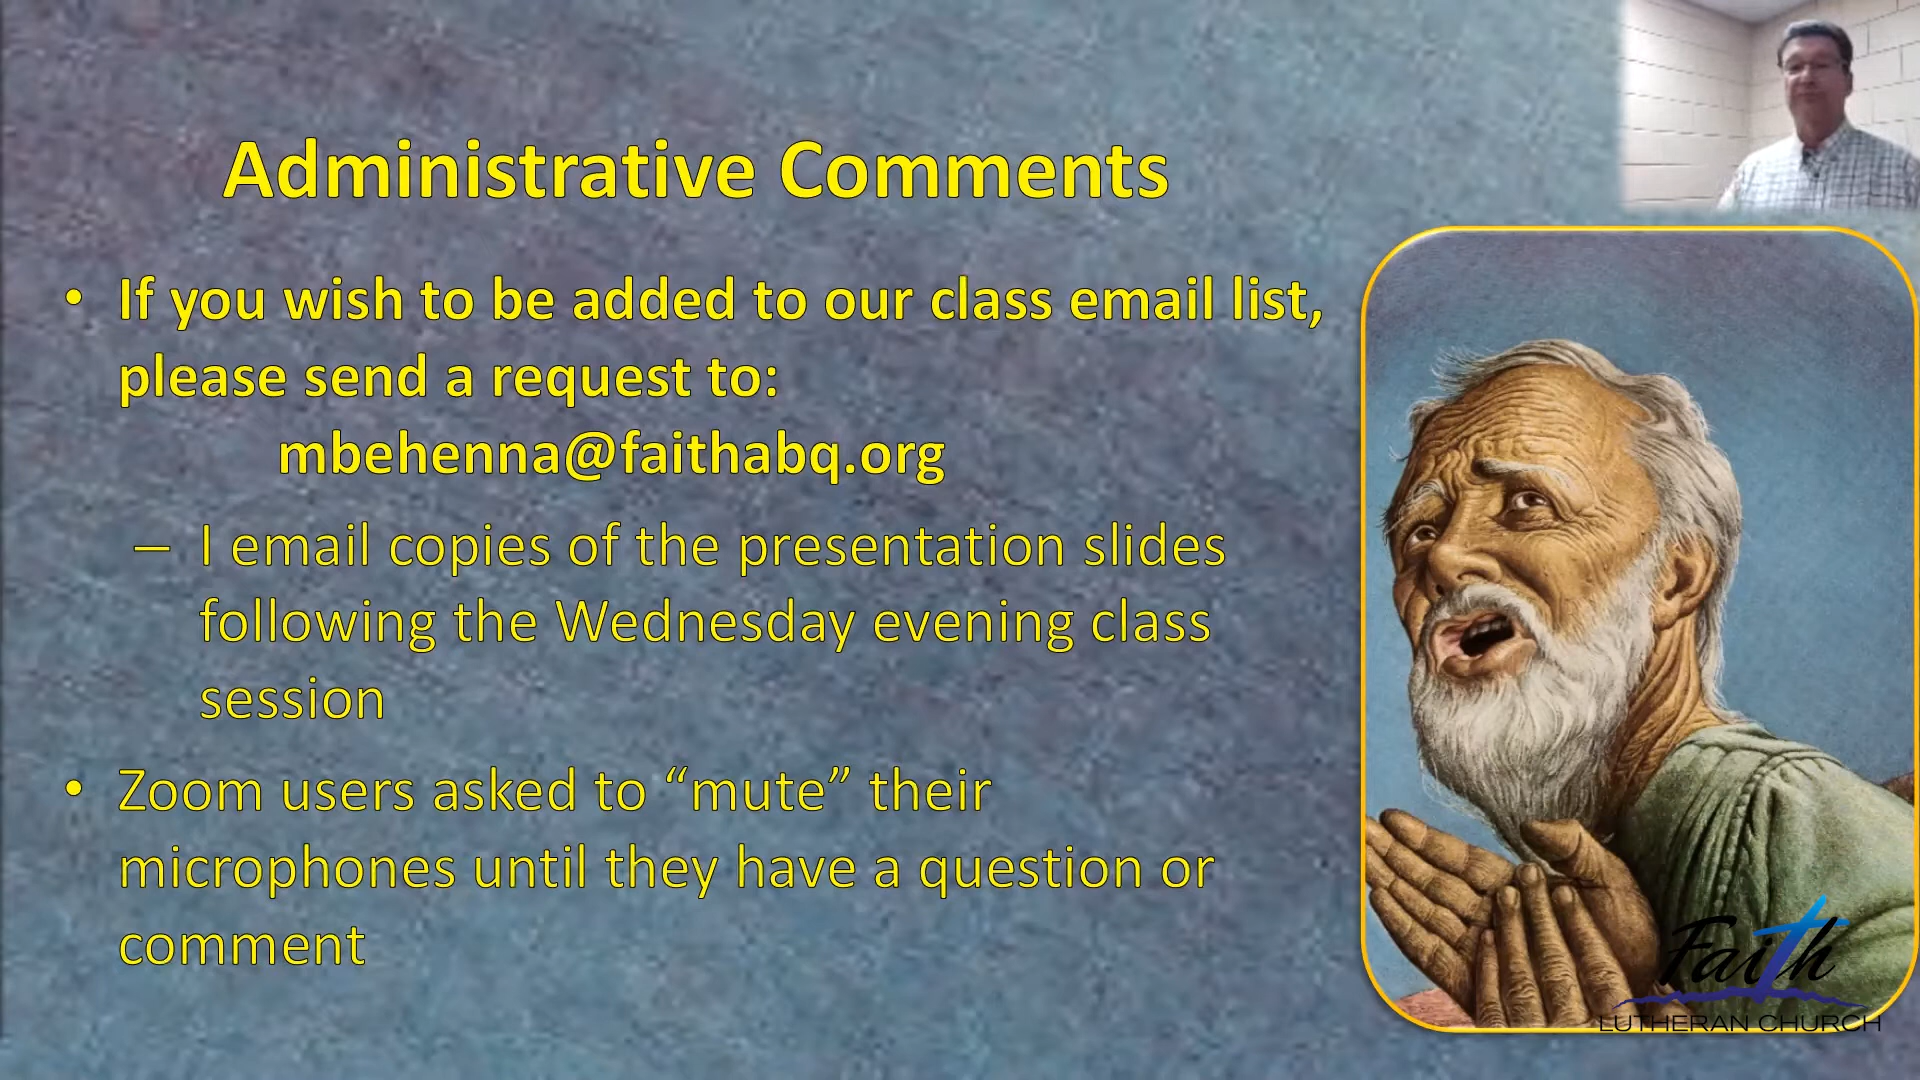 Administrative Comments
• If you wish to be added to our class email list,
please send a request to:
mbehenna@faithabq.org
– I email copies of the presentation slides
following the Wednesday evening class
session
• Zoom users asked to “mute” their
microphones until they have a question or
comment
Faith
LUTHERAN CHURCH